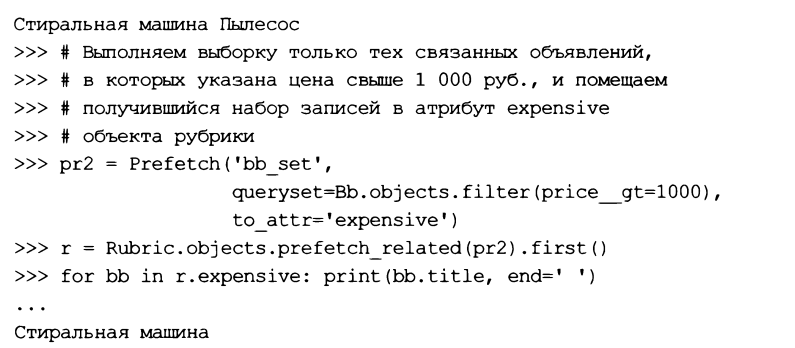 Стиральная машина Пылесос
>>> # Выполняем выборку только тех связанных объявлений,
>>> # в которых указана цена свыше 1 000 руб., и помещаем
>>> # получившийся набор записей в атрибут expensive
>>> # объекта рубрики
>>> pr2 = Prefetch('bb_set',
                   queryset=Bb.objects.filter(price__gt=1000),
                   to_attr='expensive')
>>> r = Rubric.objects.prefetch_related(pr2).first()
>>> for bb in r.expensive: print(bb.title, end=' ')
...
Стиральная машина